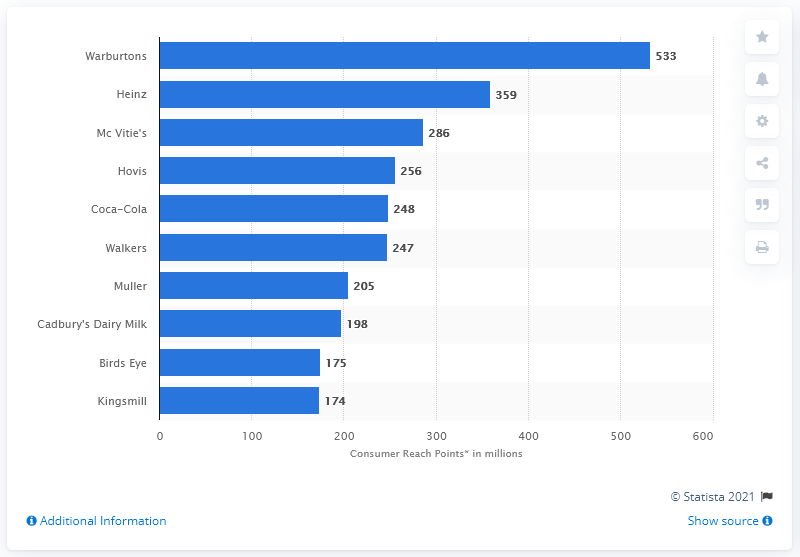 Warburtons 533
Heinz 359
Mc Vitie's 286
Hovis 256
Coca-Cola 248
Walkers 247
Muller 205
Cadbury's Dairy Milk 198
Birds Eye 175
Kingsmill 174
0 100 200 300 400 500 600
Consumer Reach Points* in millions
© Statista 2021
Additional Information
Show source